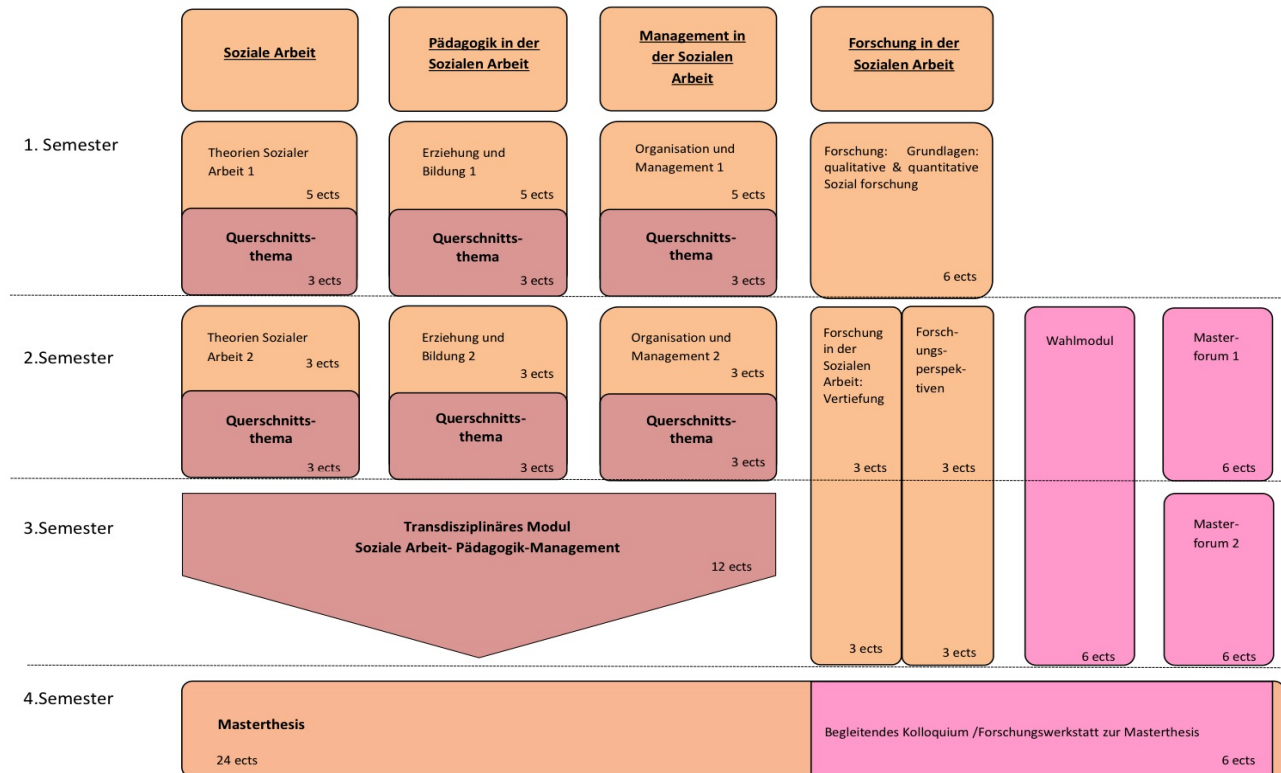 Soziale Arbeit
Pädagogik in der
Sozialen Arbeit
Management in
der Sozialen
Arbeit
Forschung in der
Sozialen Arbeit
1. Semester
Theorien Sozialer
Arbeit 1
5 ects
Querschnitts-
thema
3 ects
Erziehung und
Bildung 1
5 ects
Querschnitts-
thema
3 ects
Organisation und
Management 1
5 ects
Querschnitts-
thema
3 ects
Forschung: Grundlagen:
qualitative & quantitative
Sozial forschung
6 ects
2.Semester
Theorien Sozialer
Arbeit 2
3 ects
Querschnitts-
thema
3 ects
Erziehung und
Bildung 2
3 ects
Querschnitts-
thema
3 ects
Organisation und
Management 2
3 ects
Querschnitts-
thema
3 ects
Forschung
in der
Sozialen
Arbeit:
Vertiefung
3 ects
Forsch-
ungs-
perspek-
tiven
3 ects
Wahlmodul
Master-
forum 1
6 ects
3.Semester
Transdisziplinäres Modul
Soziale Arbeit- Pädagogik-Management
12 ects
3 ects
3 ects
6 ects
Master-
forum 2
6 ects
4.Semester
Masterthesis
24 ects
Begleitendes Kolloquium /Forschungswerkstatt zur Masterthesis
6 ects